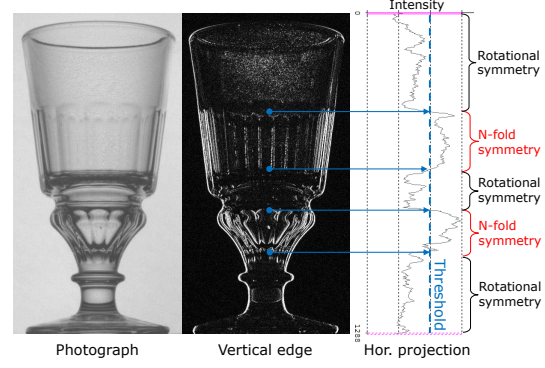 Intensity
0
Rotational
symmetry
N-fold
symmetry
Rotational
symmetry
N-fold
symmetry
Rotational
symmetry
Threshold
1288
Photograph
Vertical edge
Hor. projection